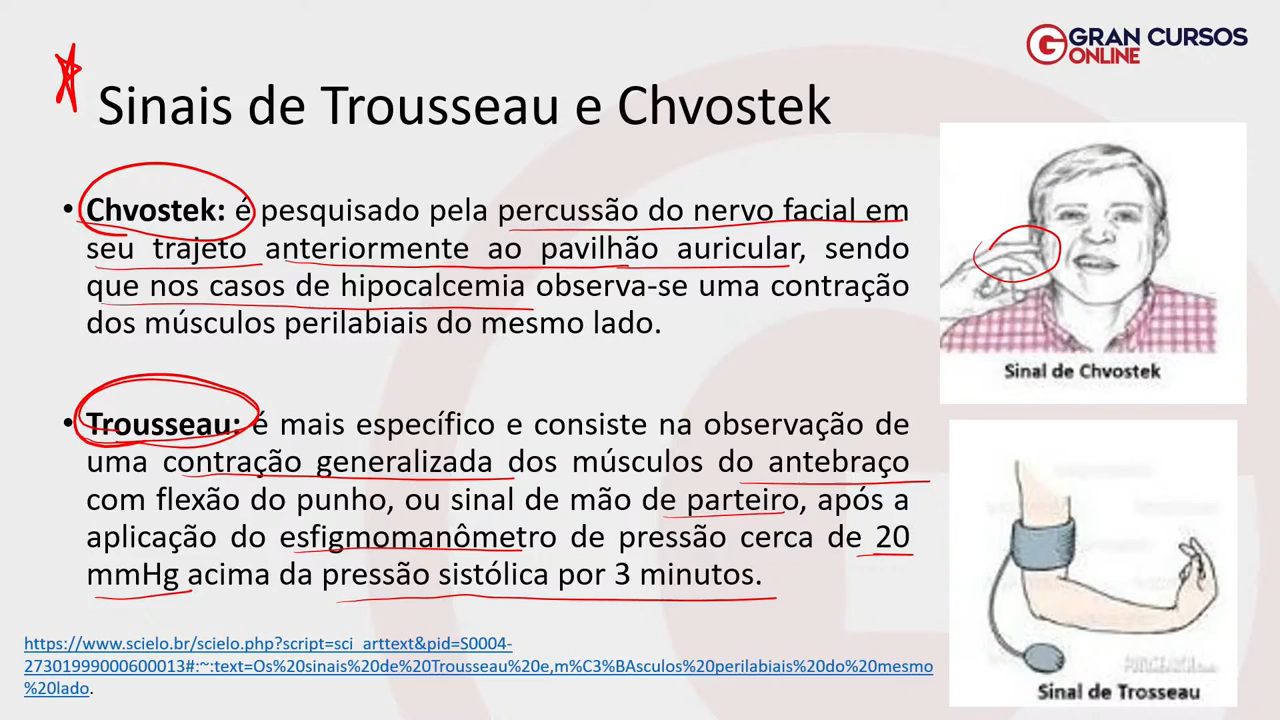 GRAN CURSOS
ONLINE
Sinais de Trousseau e Chvostek
• Chvostek: é pesquisado pela percussão do nervo facial em
seu trajeto anteriormente ao pavilhão auricular, sendo
que nos casos de hipocalcemia observa-se uma contração
dos músculos perilabiais do mesmo lado.
Sinal de Chvostek
• Trousseau: é mais específico e consiste na observação de
uma contração generalizada dos músculos do antebraço
com flexão do punho, ou sinal de mão de parteiro, após a
aplicação do esfigmomanômetro de pressão cerca de 20
mmHg acima da pressão sistólica por 3 minutos.
Sinal de Trosseau
https://www.scielo.br/scielo.php?script=sci_arttext&pid=S0004-
27301999000600013#:~:text=Os%20sinais%20de%20Trousseau%20e,m%C3%BAsculos%20perilabiais%20do%20mesmo
%20lado.